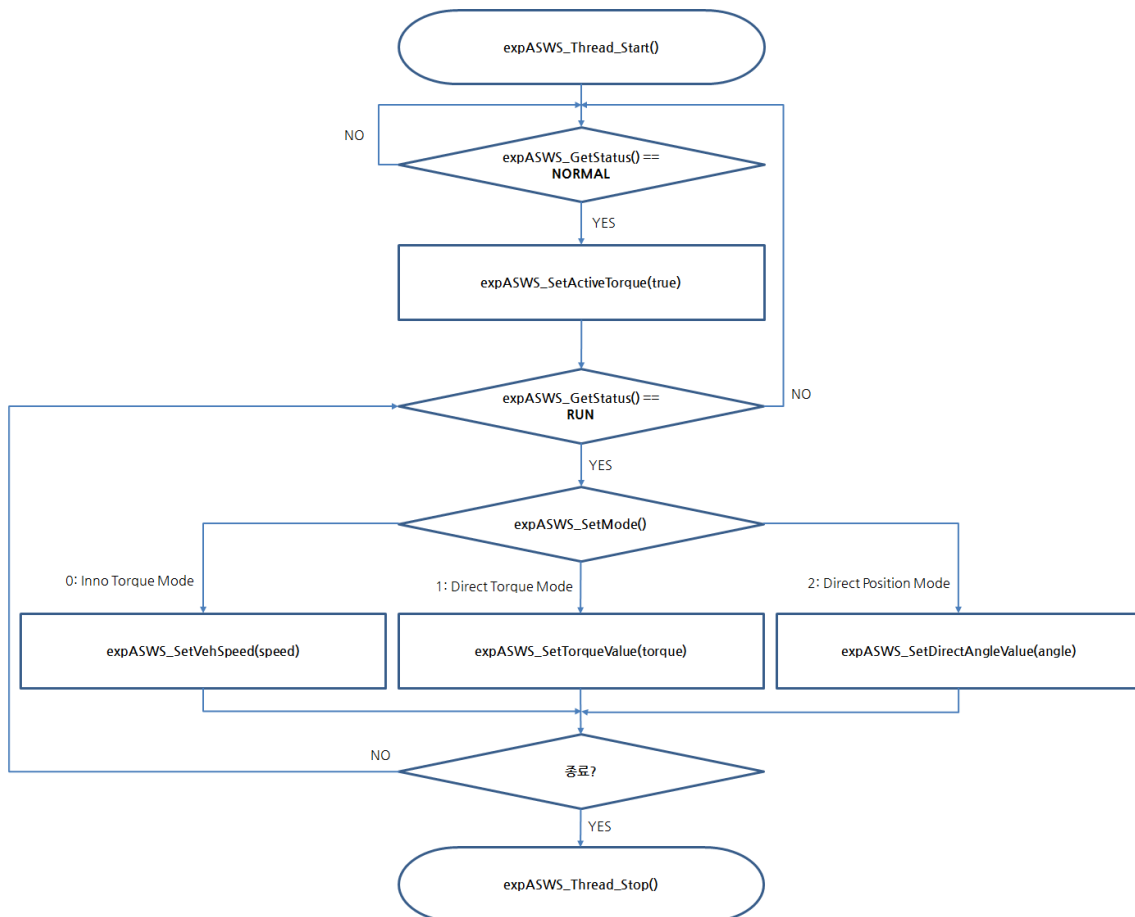 expASWS_Thread_Start()
NO
expASWS_GetStatus() ==
NORMAL
YES
expASWS_SetActiveTorque(true)
expASWS_GetStatus() ==
RUN
NO
YES
expASWS_SetMode()
0: Inno Torque Mode
1: Direct Torque Mode
2: Direct Position Mode
expASWS_SetVehSpeed(speed)
expASWS_SetTorqueValue(torque)
expASWS_SetDirectAngleValue(angle)
NO
종료?
YES
expASWS_Thread_Stop()